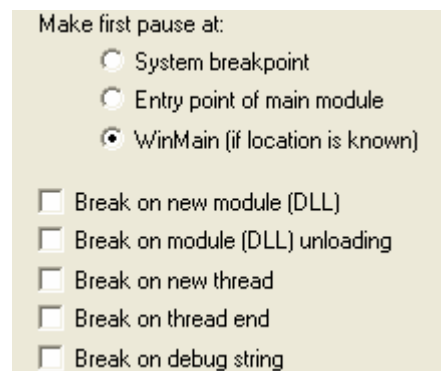 Make first pause at:
System breakpoint
Entry point of main module
WinMain (if location is known)
Break on new module (DLL)
Break on module (DLL) unloading
Break on new thread
Break on thread end
Break on debug string